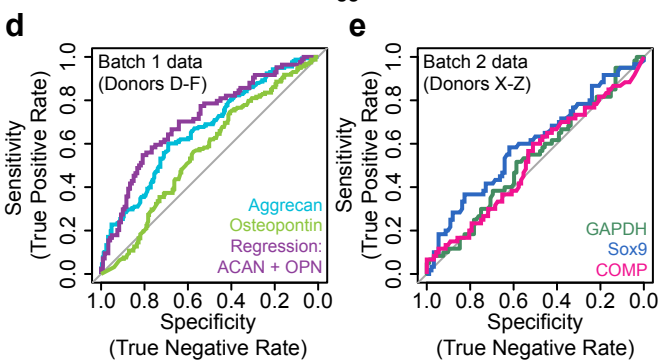 d
Batch 1 data
(Donors D-F)
Sensitivity
(True Positive Rate)
0.0 0.2 0.4 0.6 0.8 1.0
Aggrecan
Osteopontin
Regression:
ACAN + OPN
1.0 0.8 0.6 0.4 0.2 0.0
Specificity
(True Negative Rate)
e
Batch 2 data
(Donors X-Z)
Sensitivity
(True Positive Rate)
0.0 0.2 0.4 0.6 0.8 1.0
GAPDH
Sox9
COMP
1.0 0.8 0.6 0.4 0.2 0.0
Specificity
(True Negative Rate)